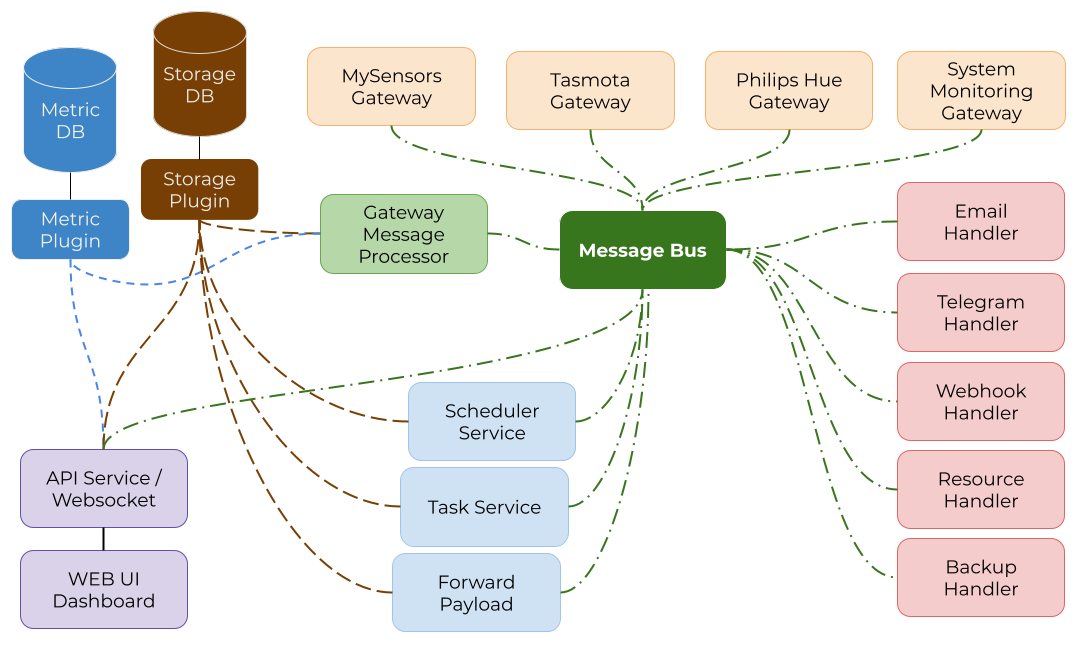 Metric
DB
Storage
DB
MySensors
Gateway
Tasmota
Gateway
Philips Hue
Gateway
System
Monitoring
Gateway
Storage
Plugin
Metric
Plugin
Gateway
Message
Processor
Message Bus
Email
Handler
Telegram
Handler
Webhook
Handler
Resource
Handler
Backup
Handler
Scheduler
Service
Task Service
Forward
Payload
API Service /
Websocket
WEB UI
Dashboard